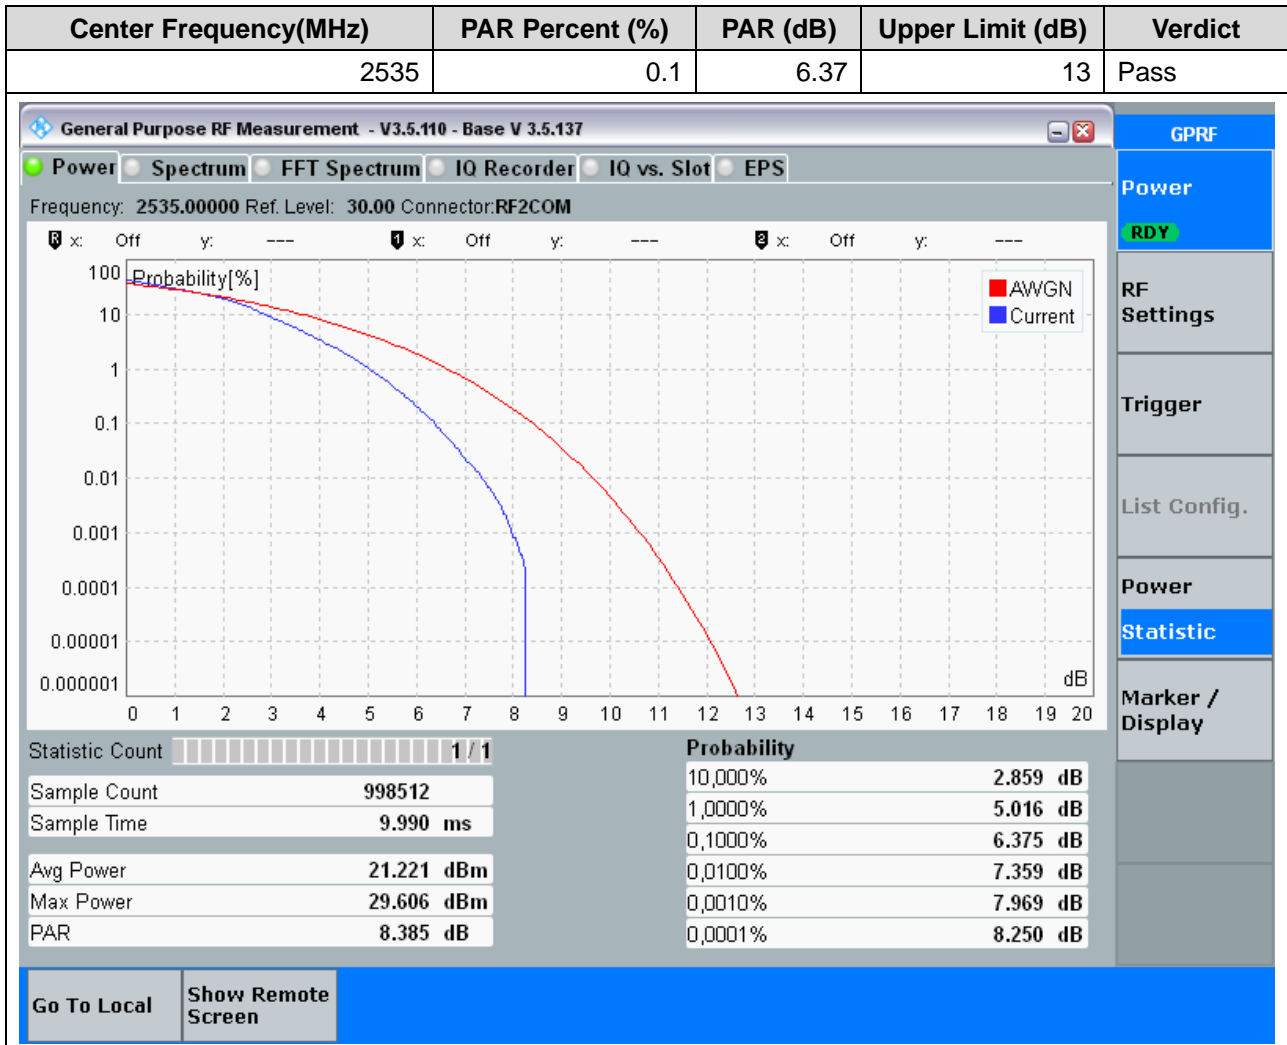 Center Frequency(MHz) PAR Percent (%) PAR (dB) Upper Limit (dB) Verdict
2535 0.1 6.37 13 Pass
General Purpose RF Measurement - V3.5.110 - Base V 3.5.137
GPRF
Power Spectrum FFT Spectrum IQ Recorder IQ vs. Slot EPS
Frequency: 2535.00000 Ref. Level: 30.00 Connector:RF2COM
R x: Off y: --- 1 x: Off y: --- 2 x: Off y: ---
Probability[%]
AWGN
Current
100
10
1
0.1
0.01
0.001
0.0001
0.00001
0.000001
dB
0 1 2 3 4 5 6 7 8 9 10 11 12 13 14 15 16 17 18 19 20
Statistic Count 1 / 1
Sample Count 998512
Sample Time 9.990 ms
Avg Power 21.221 dBm
Max Power 29.606 dBm
PAR 8.385 dB
Probability
10,000% 2.859 dB
1,0000% 5.016 dB
0,1000% 6.375 dB
0,0100% 7.359 dB
0,0010% 7.969 dB
0,0001% 8.250 dB
Power
RDY
RF
Settings
Trigger
List Config.
Power
Statistic
Marker /
Display
Go To Local
Show Remote
Screen